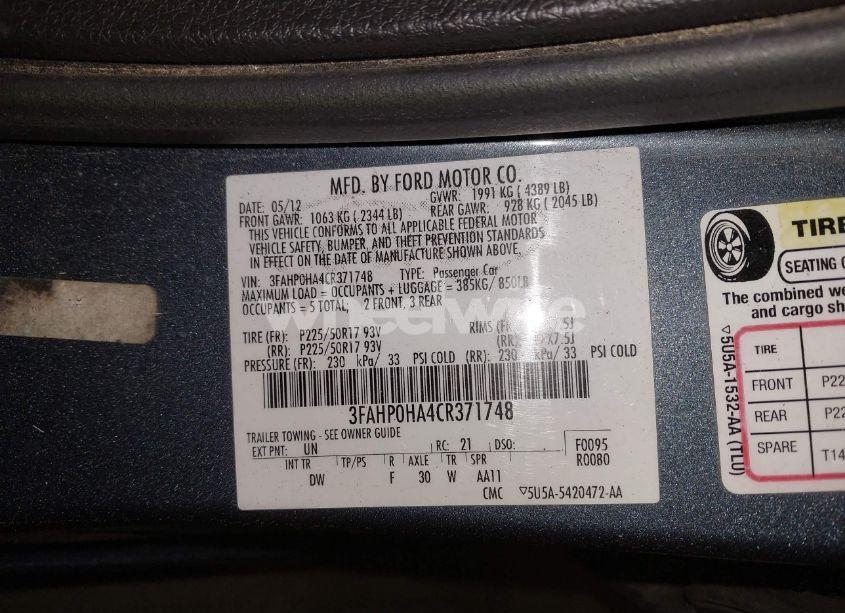 MFD. BY FORD MOTOR CO.
DATE: 05/12 GVWR: 1991 KG ( 4389 LB)
FRONT GAWR: 1063 KG ( 2344 LB) REAR GAWR: 928 KG ( 2045 LB)
THIS VEHICLE CONFORMS TO ALL APPLICABLE FEDERAL MOTOR
VEHICLE SAFETY, BUMPER, AND THEFT PREVENTION STANDARDS
IN EFFECT ON THE DATE OF MANUFACTURE SHOWN ABOVE.
VIN: 3FAHP0HA4CR371748 TYPE: Passenger Car
MAXIMUM LOAD = OCCUPANTS + LUGGAGE = 385KG/ 850LB
OCCUPANTS - 5 TOTAL; 2 FRONT, 3 REAR
wheelwire
TIRE (FR): P225/50R17 93V RIMS (FR
(RR): P225/50R17 93V X7.5J
PRESSURE (FR): 230 kPa/ 33 PSI COLD (RR): 230 kPa/ 33 PSI COLD
3FAHP0HA4CR371748
TRAILER TOWING - SEE OWNER GUIDE
EXT PNT: UN RC: 21 DSO: F0095
R0080
INT TR TP/PS R AXLE TR SPR
DW F 30 W AA11
CMC ▽5U5A-5420472-AA
TIRE
SEATING C
The combined we
and cargo sh
TIRE
FRONT P22
REAR P22
SPARE T14
▽5U5A-1532-AA (TLU)